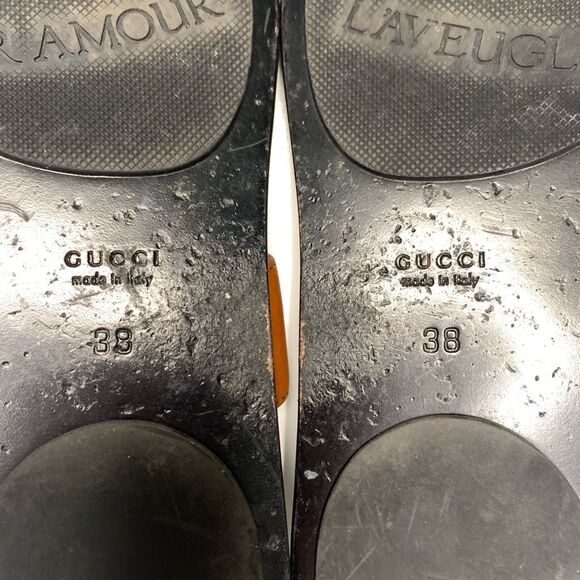 R AMOUR
L'AVEUGL
GUCCI
made in Italy
38
GUCCI
made in Italy
38